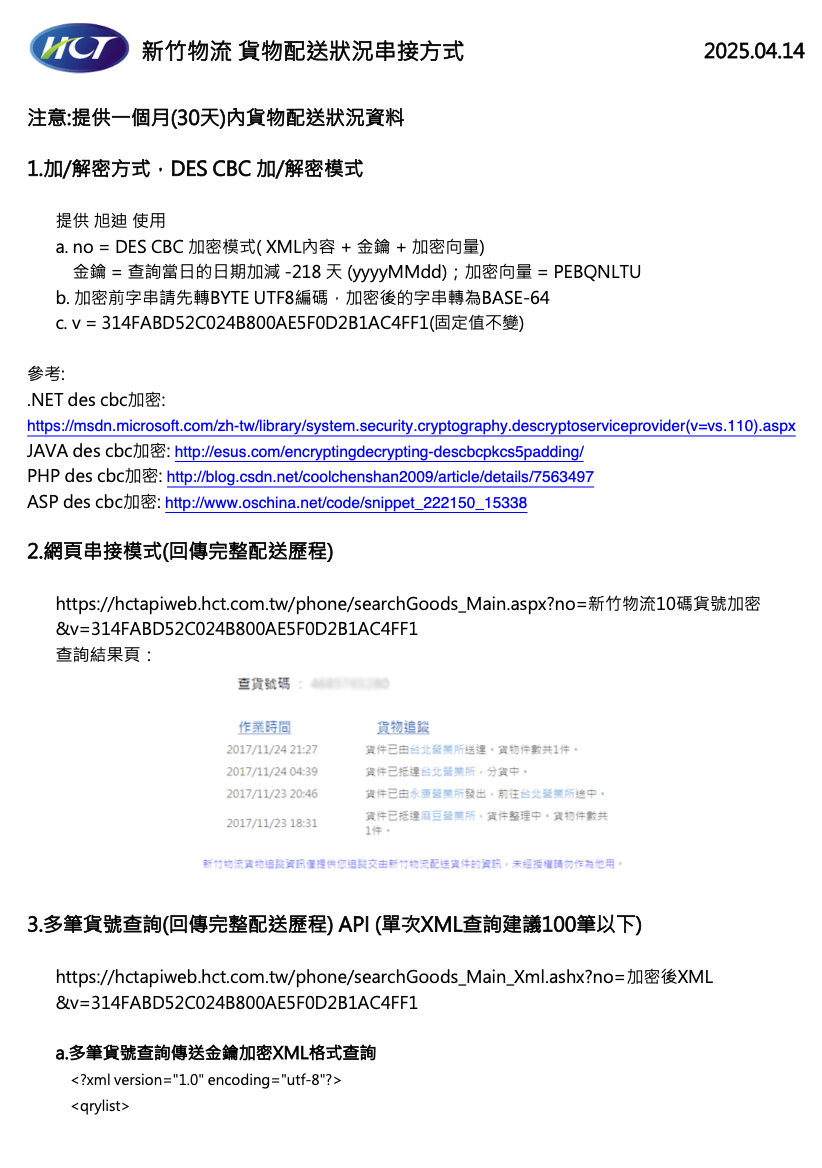 HCT 新竹物流 貨物配送狀況串接方式 2025.04.14
注意:提供一個月(30天)內貨物配送狀況資料
1.加/解密方式，DES CBC 加/解密模式
提供 旭迪 使用
a. no = DES CBC 加密模式( XML內容 + 金鑰 + 加密向量)
金鑰 = 查詢當日的日期加減 -218 天 (yyyyMMdd)；加密向量 = PEBQNLTU
b. 加密前字串請先轉BYTE UTF8編碼，加密後的字串轉為BASE-64
c. v = 314FABD52C024B800AE5F0D2B1AC4FF1(固定值不變)
參考:
.NET des cbc加密:
https://msdn.microsoft.com/zh-tw/library/system.security.cryptography.descryptoserviceprovider(v=vs.110).aspx
JAVA des cbc加密: http://esus.com/encryptingdecrypting-descbcpkcs5padding/
PHP des cbc加密: http://blog.csdn.net/coolchenshan2009/article/details/7563497
ASP des cbc加密: http://www.oschina.net/code/snippet_222150_15338
2.網頁串接模式(回傳完整配送歷程)
https://hctapiweb.hct.com.tw/phone/searchGoods_Main.aspx?no=新竹物流10碼貨號加密
&v=314FABD52C024B800AE5F0D2B1AC4FF1
查詢結果頁：
查貨號碼 ：
作業時間 貨物追蹤
2017/11/24 21:27 貨件已由台北營業所送達。貨物件數共1件。
2017/11/24 04:39 貨件已抵達台北營業所，分貨中。
2017/11/23 20:46 貨件已由永康營業所發出，前往台北營業所途中。
2017/11/23 18:31 貨件已抵達麻豆營業所，貨件整理中。貨物件數共
1件。
新竹物流貨物追蹤資訊僅提供您追蹤交由新竹物流配送貨件的資訊，未經授權請勿作為他用。
3.多筆貨號查詢(回傳完整配送歷程) API (單次XML查詢建議100筆以下)
https://hctapiweb.hct.com.tw/phone/searchGoods_Main_Xml.ashx?no=加密後XML
&v=314FABD52C024B800AE5F0D2B1AC4FF1
a.多筆貨號查詢傳送金鑰加密XML格式查詢
<?xml version="1.0" encoding="utf-8"?>
<qrylist>